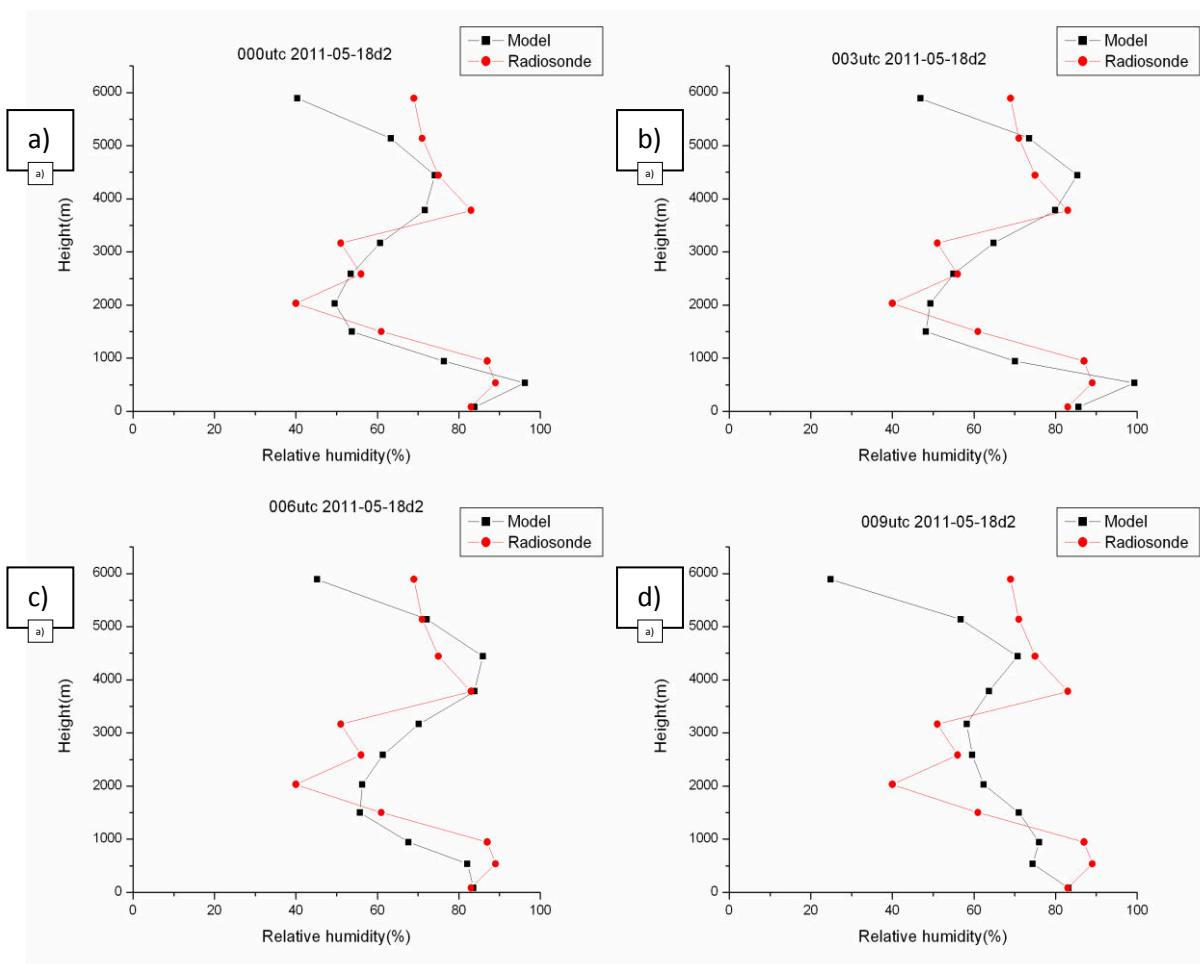 000utc 2011-05-18d2
Model
Radiosonde
a)
a)
Height(m)
6000
5000
4000
3000
2000
1000
0
0 20 40 60 80 100
Relative humidity(%)
003utc 2011-05-18d2
Model
Radiosonde
b)
a)
Height(m)
6000
5000
4000
3000
2000
1000
0
0 20 40 60 80 100
Relative humidity(%)
006utc 2011-05-18d2
Model
Radiosonde
c)
a)
Height(m)
6000
5000
4000
3000
2000
1000
0
0 20 40 60 80 100
Relative humidity(%)
009utc 2011-05-18d2
Model
Radiosonde
d)
a)
Height(m)
6000
5000
4000
3000
2000
1000
0
0 20 40 60 80 100
Relative humidity(%)